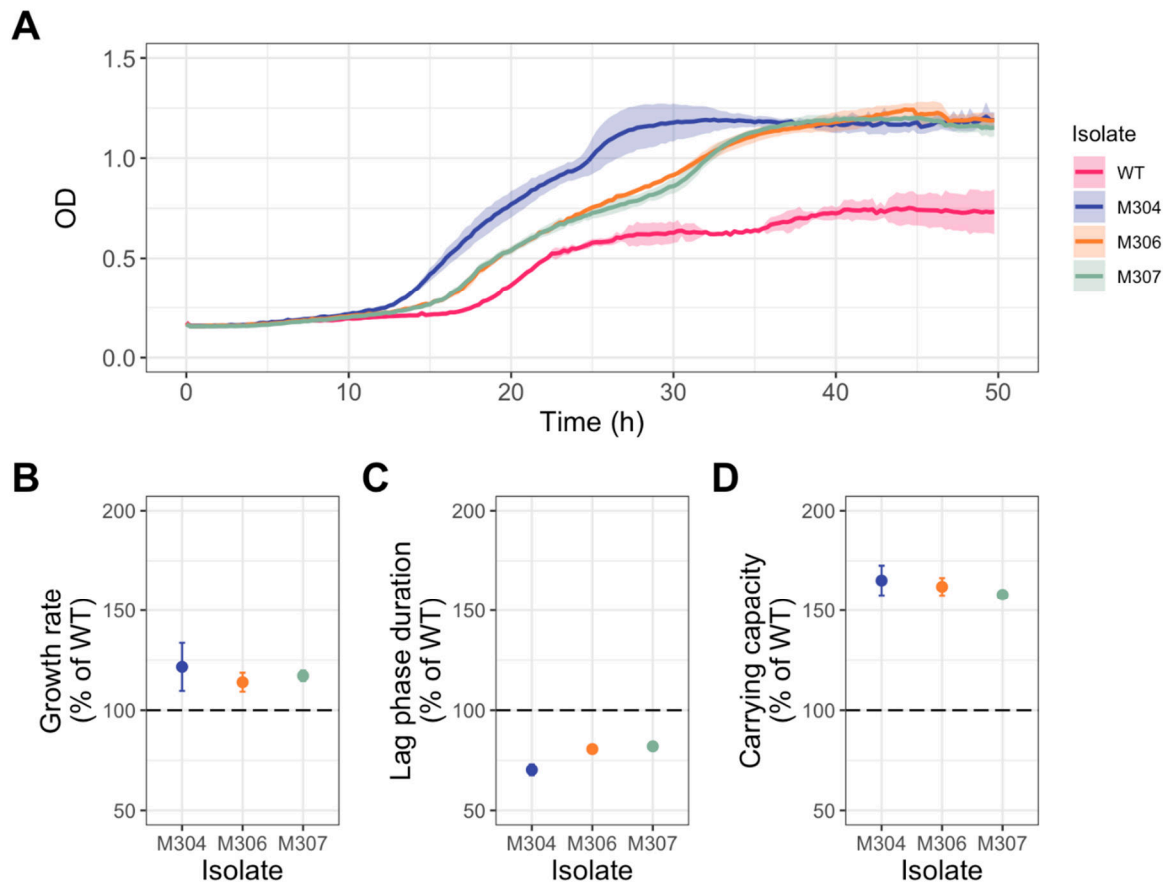 A
1.5
1.0
0.5
0.0
OD
0 10 20 30 40 50
Time (h)
Isolate
WT
M304
M306
M307
B
Growth rate
(% of WT)
200
150
100
50
M304 M306 M307
Isolate
C
Lag phase duration
(% of WT)
200
150
100
50
M304 M306 M307
Isolate
D
Carrying capacity
(% of WT)
200
150
100
50
M304 M306 M307
Isolate